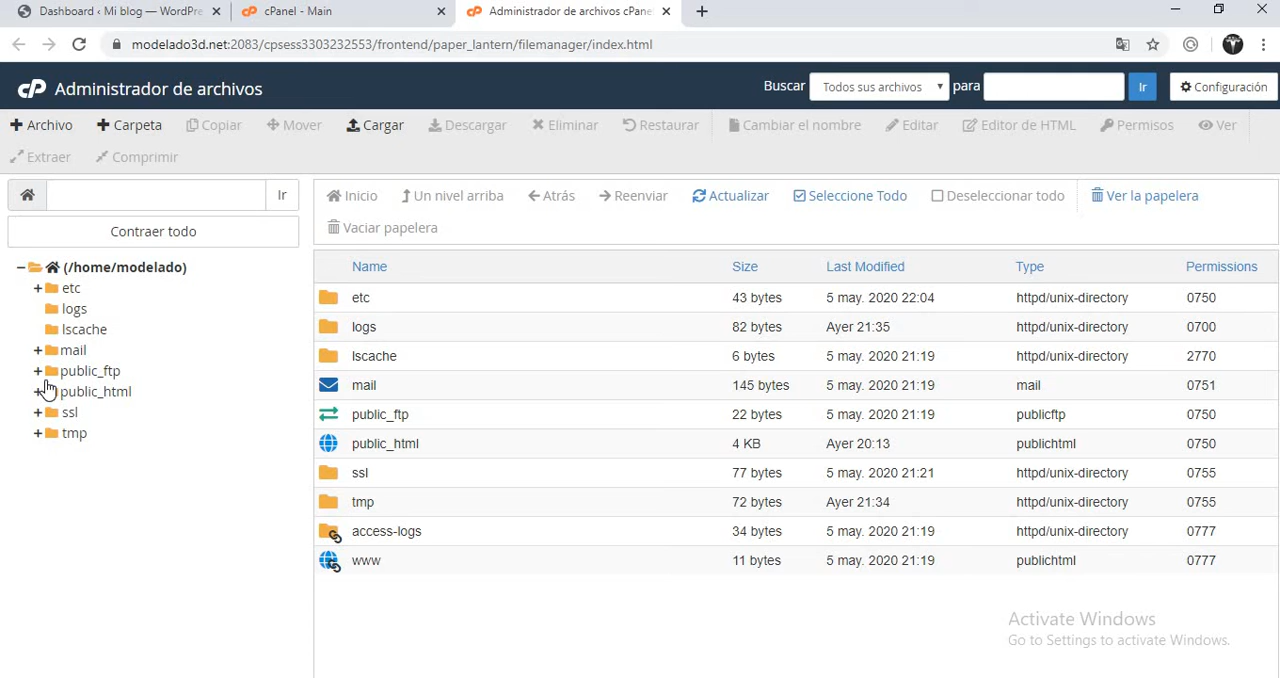 Dashboard ‹ Mi blog — WordPre
cPanel - Main
Administrador de archivos cPane
modelado3d.net:2083/cpsess3303232553/frontend/paper_lantern/filemanager/index.html
cP Administrador de archivos
Buscar Todos sus archivos para Ir Configuración
Archivo Carpeta Copiar Mover Cargar Descargar Eliminar Restaurar Cambiar el nombre Editar Editor de HTML Permisos Ver
Extraer Comprimir
Ir
Inicio Un nivel arriba Atrás Reenviar Actualizar Seleccione Todo Deseleccionar todo Ver la papelera
Vaciar papelera
Contraer todo
(/home/modelado)
etc
logs
lscache
mail
public_ftp
public_html
ssl
tmp
Name Size Last Modified Type Permissions
etc 43 bytes 5 may. 2020 22:04 httpd/unix-directory 0750
logs 82 bytes Ayer 21:35 httpd/unix-directory 0700
lscache 6 bytes 5 may. 2020 21:19 httpd/unix-directory 2770
mail 145 bytes 5 may. 2020 21:19 mail 0751
public_ftp 22 bytes 5 may. 2020 21:19 publicftp 0750
public_html 4 KB Ayer 20:13 publichtml 0750
ssl 77 bytes 5 may. 2020 21:21 httpd/unix-directory 0755
tmp 72 bytes Ayer 21:34 httpd/unix-directory 0755
access-logs 34 bytes 5 may. 2020 21:19 httpd/unix-directory 0777
www 11 bytes 5 may. 2020 21:19 publichtml 0777
Activate Windows
Go to Settings to activate Windows.